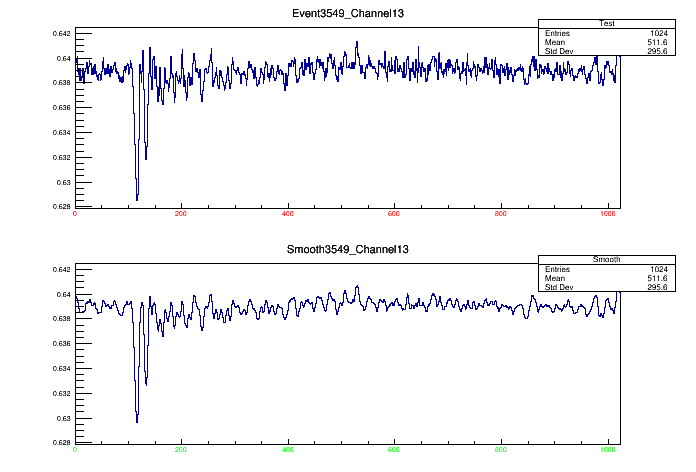 Event3549_Channel13
Test
Entries 1024
Mean 511.6
Std Dev 295.6
0.642
0.64
0.638
0.636
0.634
0.632
0.63
0.628
0 200 400 600 800 1000
Smooth3549_Channel13
Smooth
Entries 1024
Mean 511.6
Std Dev 295.6
0.642
0.64
0.638
0.636
0.634
0.632
0.63
0.628
0 200 400 600 800 1000